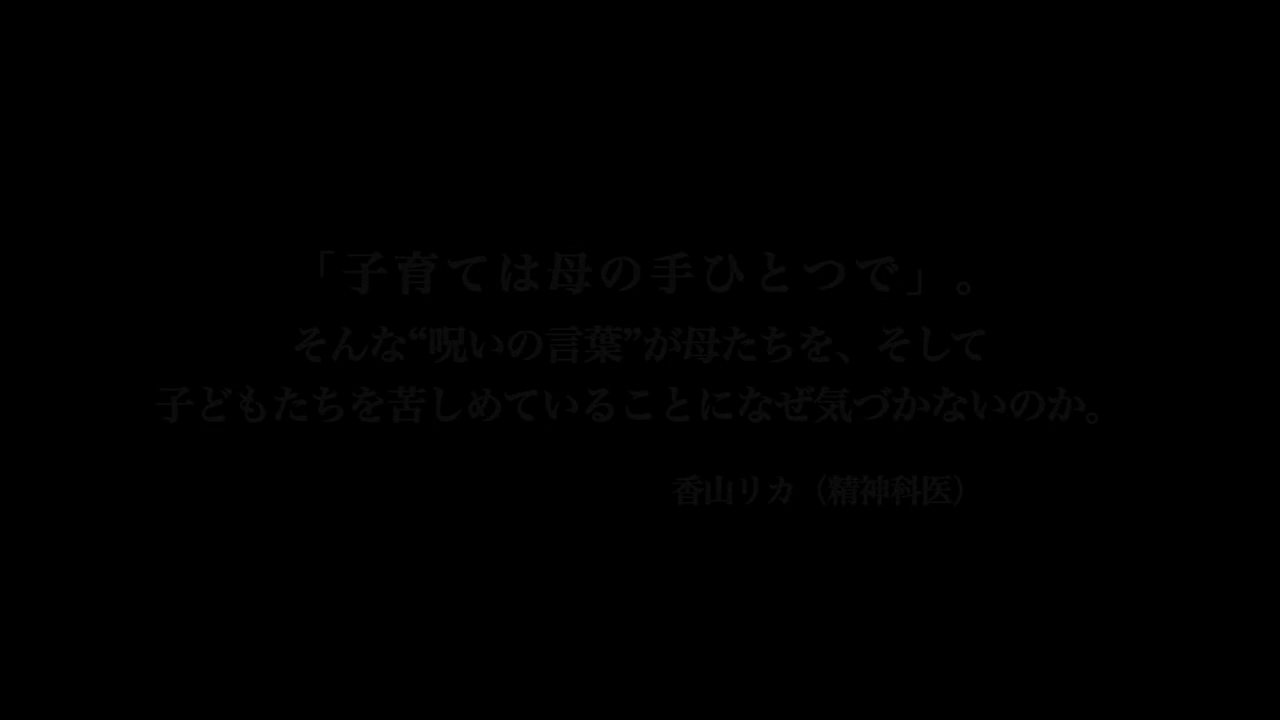 「子育ては母の手ひとつで」。
そんな“呪いの言葉”が母たちを、そして
子どもたちを苦しめていることになぜ気づかないのか。
香山リカ（精神科医）